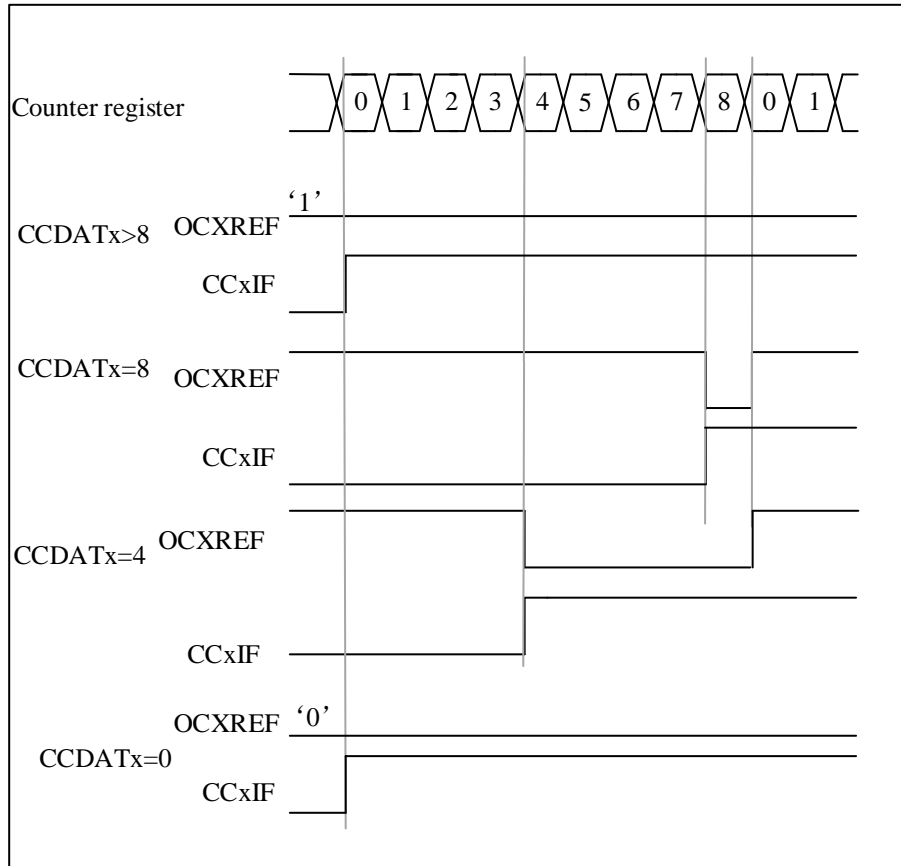 Counter register 0 1 2 3 4 5 6 7 8 0 1
‘1’
CCDATx>8 OCXREF
CCxIF
CCDATx=8 OCXREF
CCxIF
CCDATx=4 OCXREF
CCxIF
OCXREF ‘0’
CCDATx=0
CCxIF